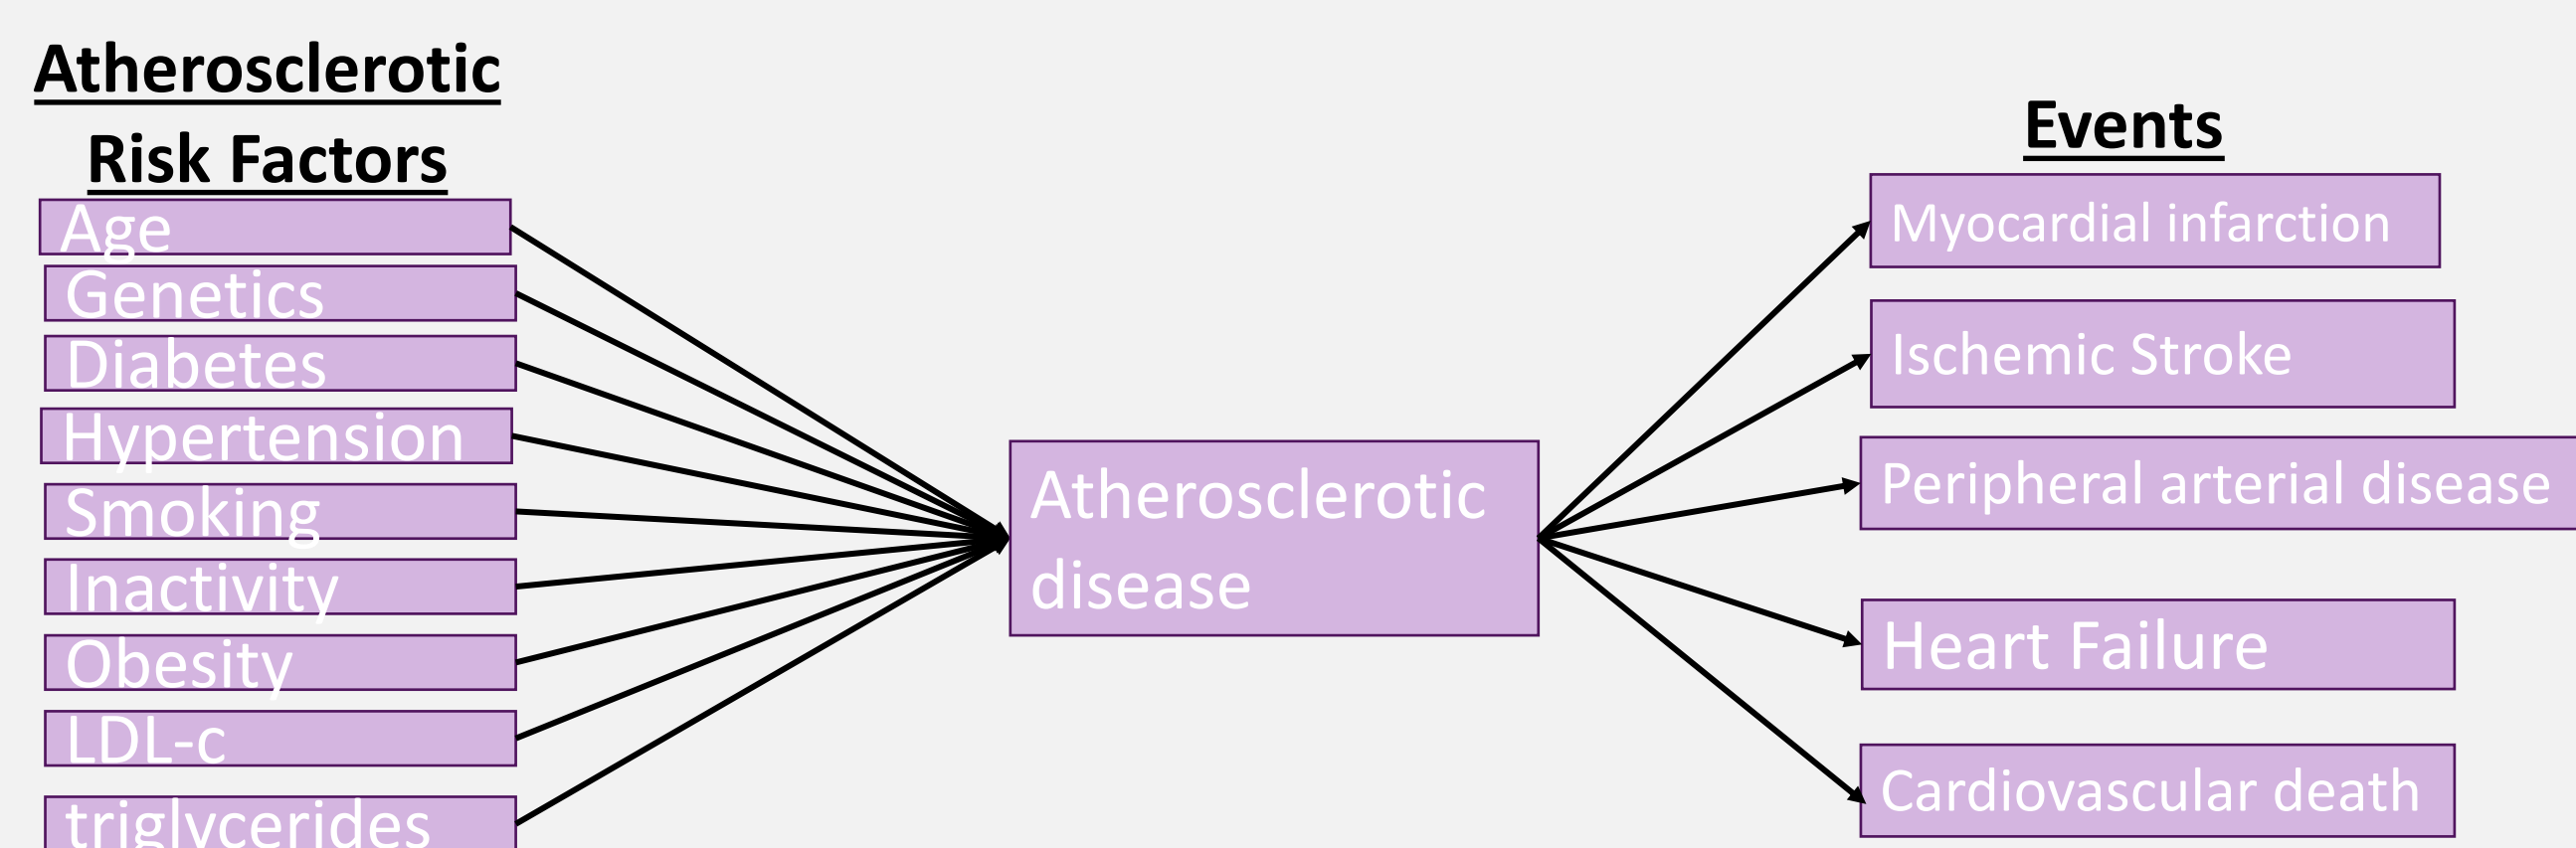 Atherosclerotic
Risk Factors
Age
Genetics
Diabetes
Hypertension
Smoking
Inactivity
Obesity
LDL-c
triglycerides
Atherosclerotic
disease
Events
Myocardial infarction
Ischemic Stroke
Peripheral arterial disease
Heart Failure
Cardiovascular death